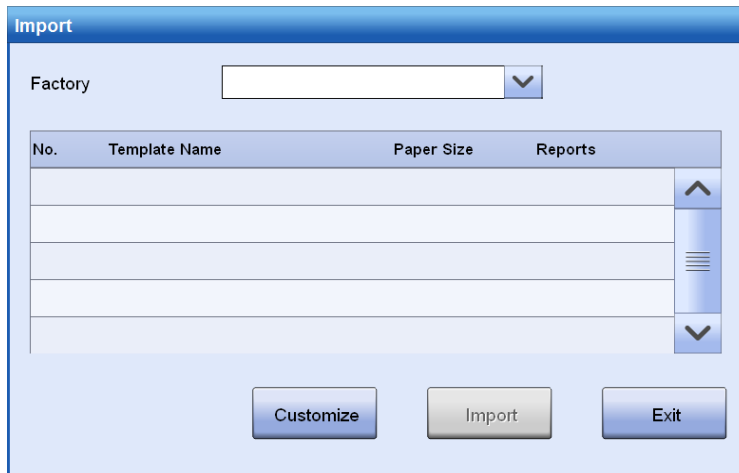 Import
Factory
No. Template Name Paper Size Reports
Customize Import Exit